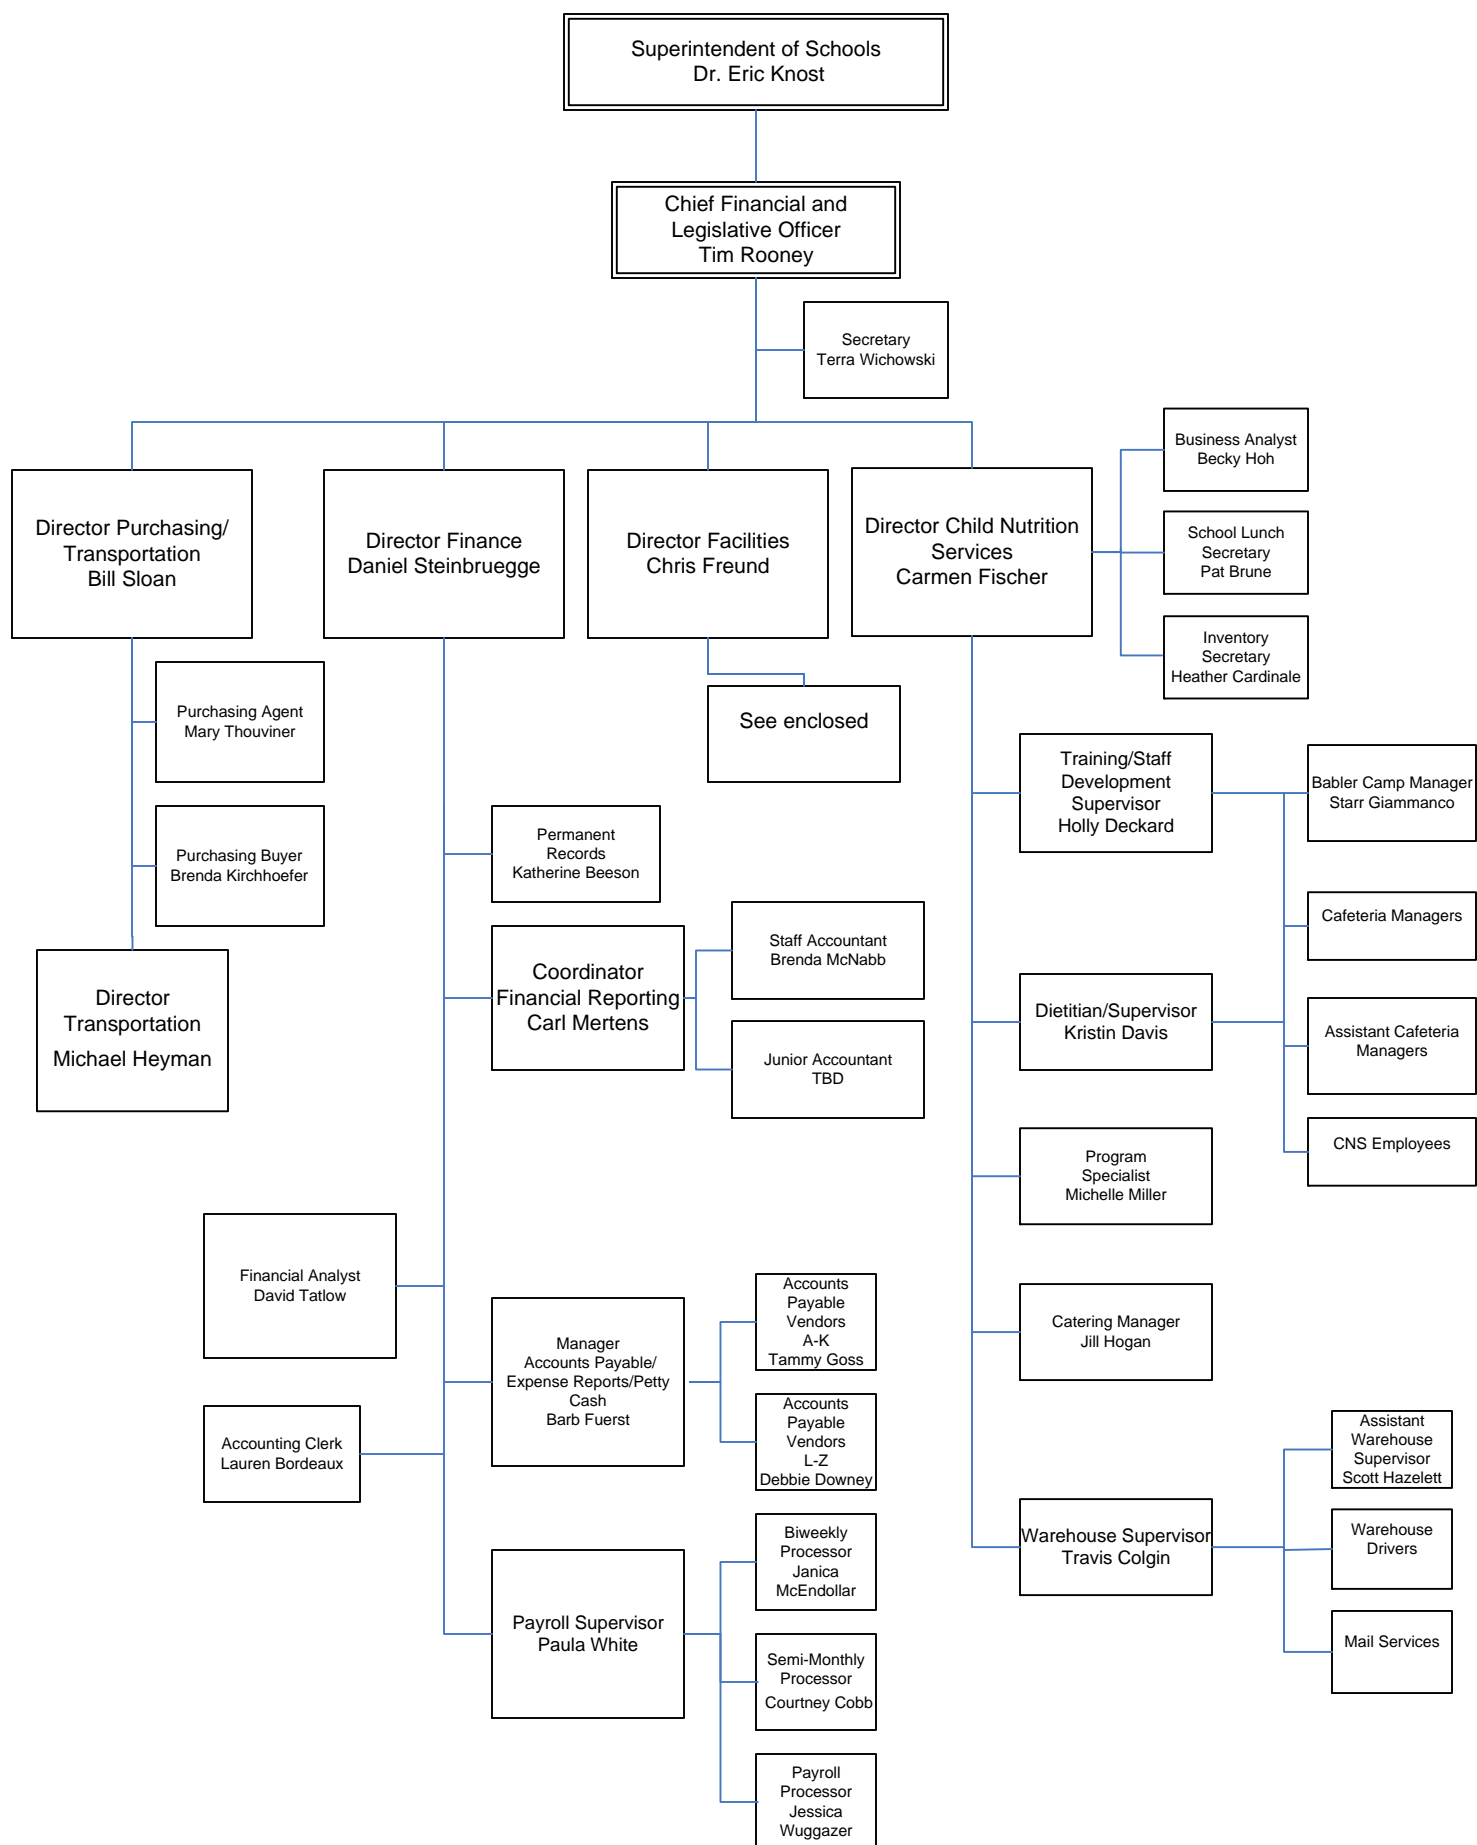 Superintendent of Schools
Dr. Eric Knost
Chief Financial and
Legislative Officer
Tim Rooney
Secretary
Terra Wichowski
Director Purchasing/
Transportation
Bill Sloan
Director Finance
Daniel Steinbruegge
Director Facilities
Chris Freund
Director Child Nutrition
Services
Carmen Fischer
Business Analyst
Becky Hoh
School Lunch
Secretary
Pat Brune
Inventory
Secretary
Heather Cardinale
Purchasing Agent
Mary Thouviner
Purchasing Buyer
Brenda Kirchhoefer
Director
Transportation
Michael Heyman
See enclosed
Permanent
Records
Katherine Beeson
Coordinator
Financial Reporting
Carl Mertens
Staff Accountant
Brenda McNabb
Junior Accountant
TBD
Financial Analyst
David Tatlow
Accounting Clerk
Lauren Bordeaux
Manager
Accounts Payable/
Expense Reports/Petty
Cash
Barb Fuerst
Accounts
Payable
Vendors
A-K
Tammy Goss
Accounts
Payable
Vendors
L-Z
Debbie Downey
Payroll Supervisor
Paula White
Biweekly
Processor
Janica
McEndollar
Semi-Monthly
Processor
Courtney Cobb
Payroll
Processor
Jessica
Wuggazer
Training/Staff
Development
Supervisor
Holly Deckard
Babler Camp Manager
Starr Giammanco
Cafeteria Managers
Dietitian/Supervisor
Kristin Davis
Assistant Cafeteria
Managers
CNS Employees
Program
Specialist
Michelle Miller
Catering Manager
Jill Hogan
Warehouse Supervisor
Travis Colgin
Assistant
Warehouse
Supervisor
Scott Hazelett
Warehouse
Drivers
Mail Services